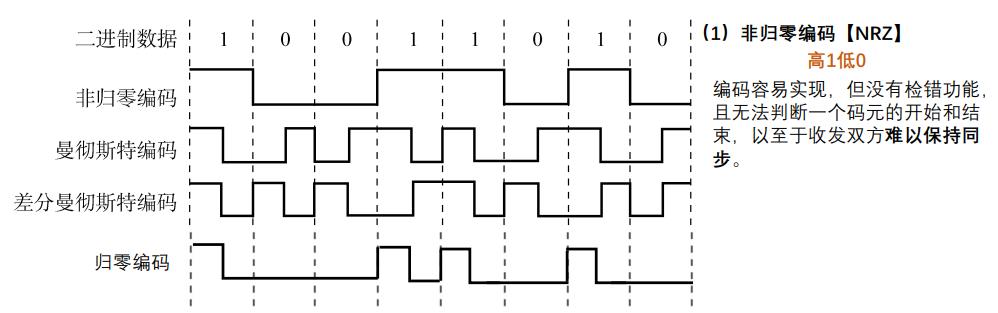 二进制数据 1 0 0 1 1 0 1 0
非归零编码
曼彻斯特编码
差分曼彻斯特编码
归零编码
（1）非归零编码【NRZ】
高1低0
编码容易实现，但没有检错功能，
且无法判断一个码元的开始和结
束，以至于收发双方难以保持同
步。